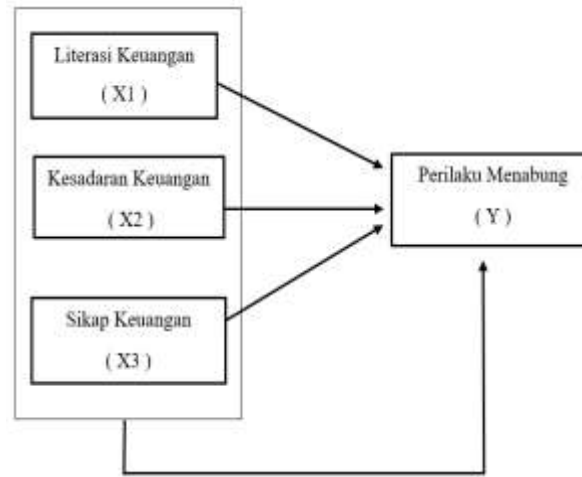 Literasi Keuangan
( X1 )
Kesadaran Keuangan
( X2 )
Sikap Keuangan
( X3 )
Perilaku Menabung
( Y )